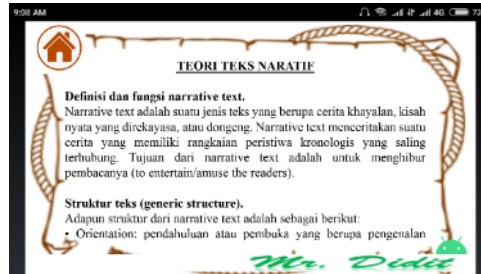 9:08 AM
4G 73
TEORI TEKS NARATIF
Definisi dan fungsi narrative text.
Narrative text adalah suatu jenis teks yang berupa cerita khayalan, kisah
nyata yang direkayasa, atau dongeng. Narrative text menceritakan suatu
cerita yang memiliki rangkaian peristiwa kronologis yang saling
terhubung. Tujuan dari narrative text adalah untuk menghibur
pembacanya (to entertain/amuse the readers).
Struktur teks (generic structure).
Adapun struktur dari narrative text adalah sebagai berikut:
• Orientation: pendahuluan atau pembuka yang berupa pengenalan
Mr. Didit